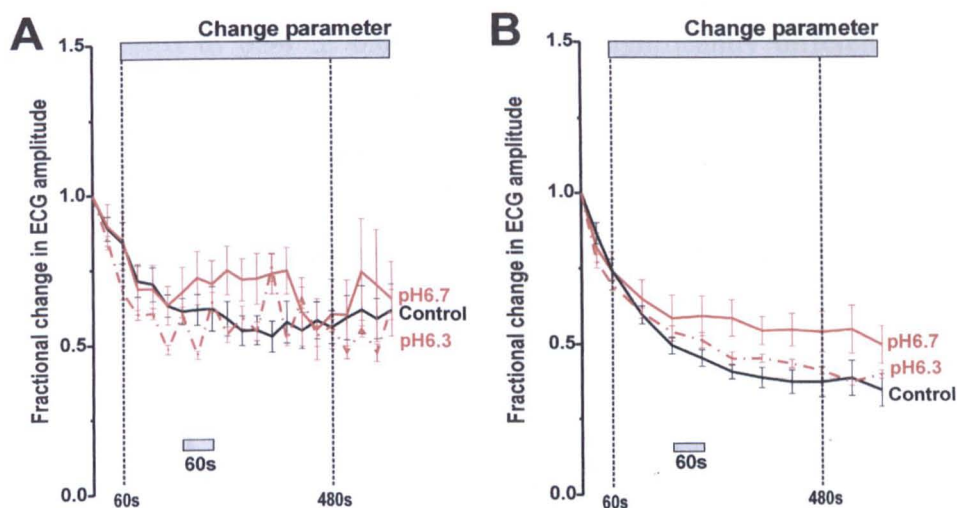 A
Change parameter
1.5
1.0
0.5
0.0
Fractional change in ECG amplitude
pH6.7
Control
pH6.3
60s
60s
480s
B
Change parameter
1.5
1.0
0.5
0.0
Fractional change in ECG amplitude
pH6.7
pH6.3
Control
60s
60s
480s